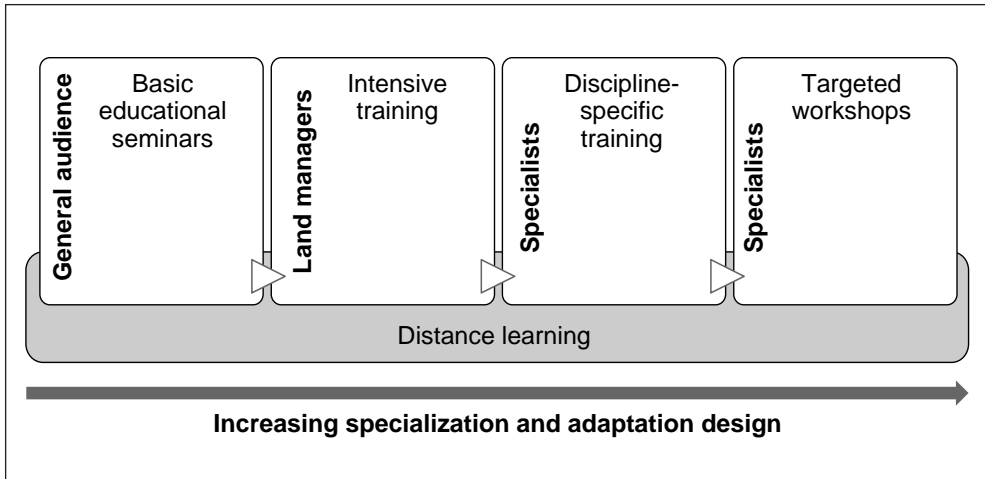 General audience
Basic
educational
seminars
Land managers
Intensive
training
Specialists
Discipline-
specific
training
Specialists
Targeted
workshops
Distance learning
Increasing specialization and adaptation design